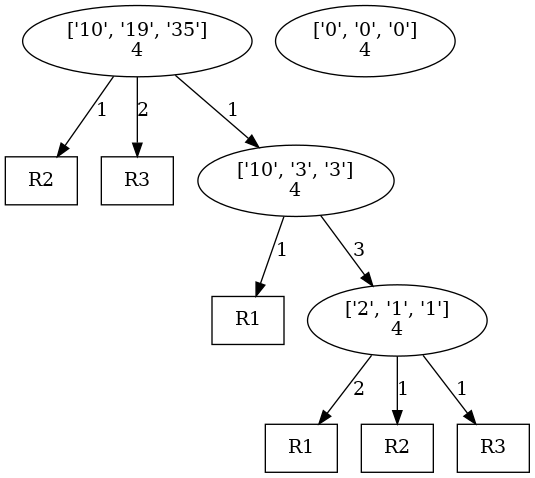 ['10', '19', '35']
4
['0', '0', '0']
4
1
2
1
R2
R3
['10', '3', '3']
4
1
3
R1
['2', '1', '1']
4
2
1
1
R1
R2
R3